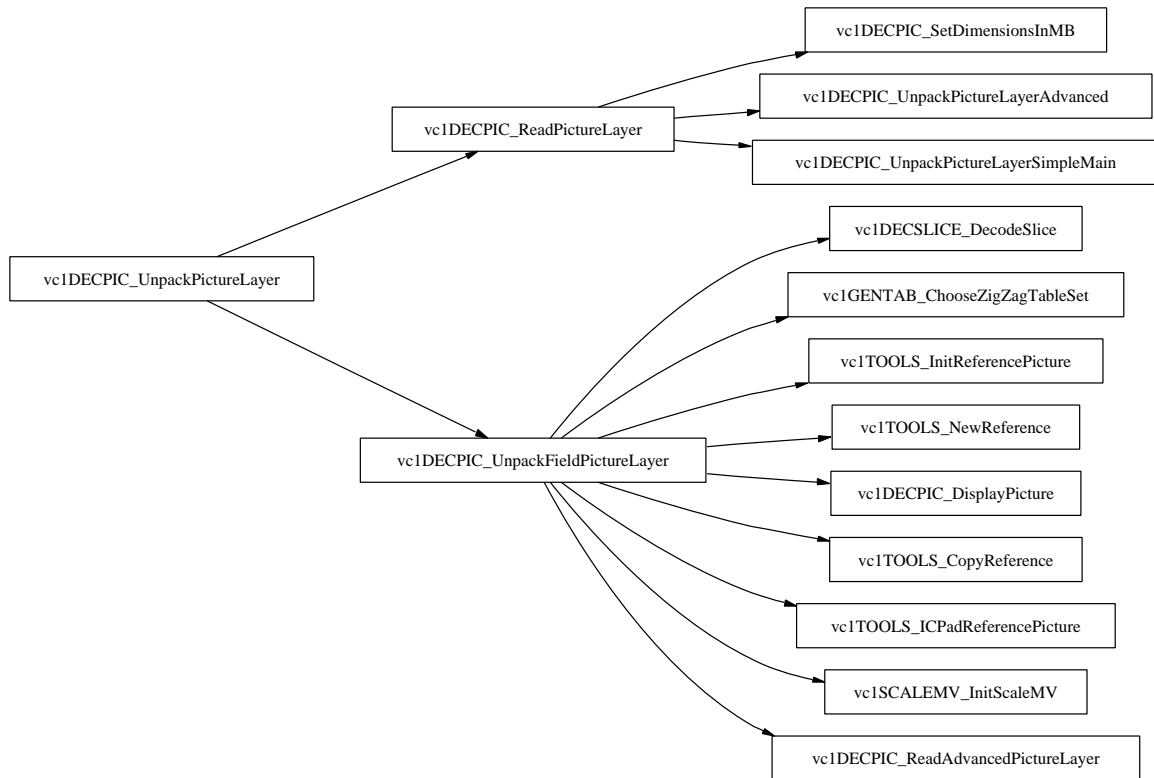 vc1DECPIC_SetDimensionsInMB
vc1DECPIC_UnpackPictureLayerAdvanced
vc1DECPIC_ReadPictureLayer
vc1DECPIC_UnpackPictureLayerSimpleMain
vc1DECSLICE_DecodeSlice
vc1DECPIC_UnpackPictureLayer
vc1GENTAB_ChooseZigZagTableSet
vc1TOOLS_InitReferencePicture
vc1TOOLS_NewReference
vc1DECPIC_UnpackFieldPictureLayer
vc1DECPIC_DisplayPicture
vc1TOOLS_CopyReference
vc1TOOLS_ICPadReferencePicture
vc1SCALEMV_InitScaleMV
vc1DECPIC_ReadAdvancedPictureLayer